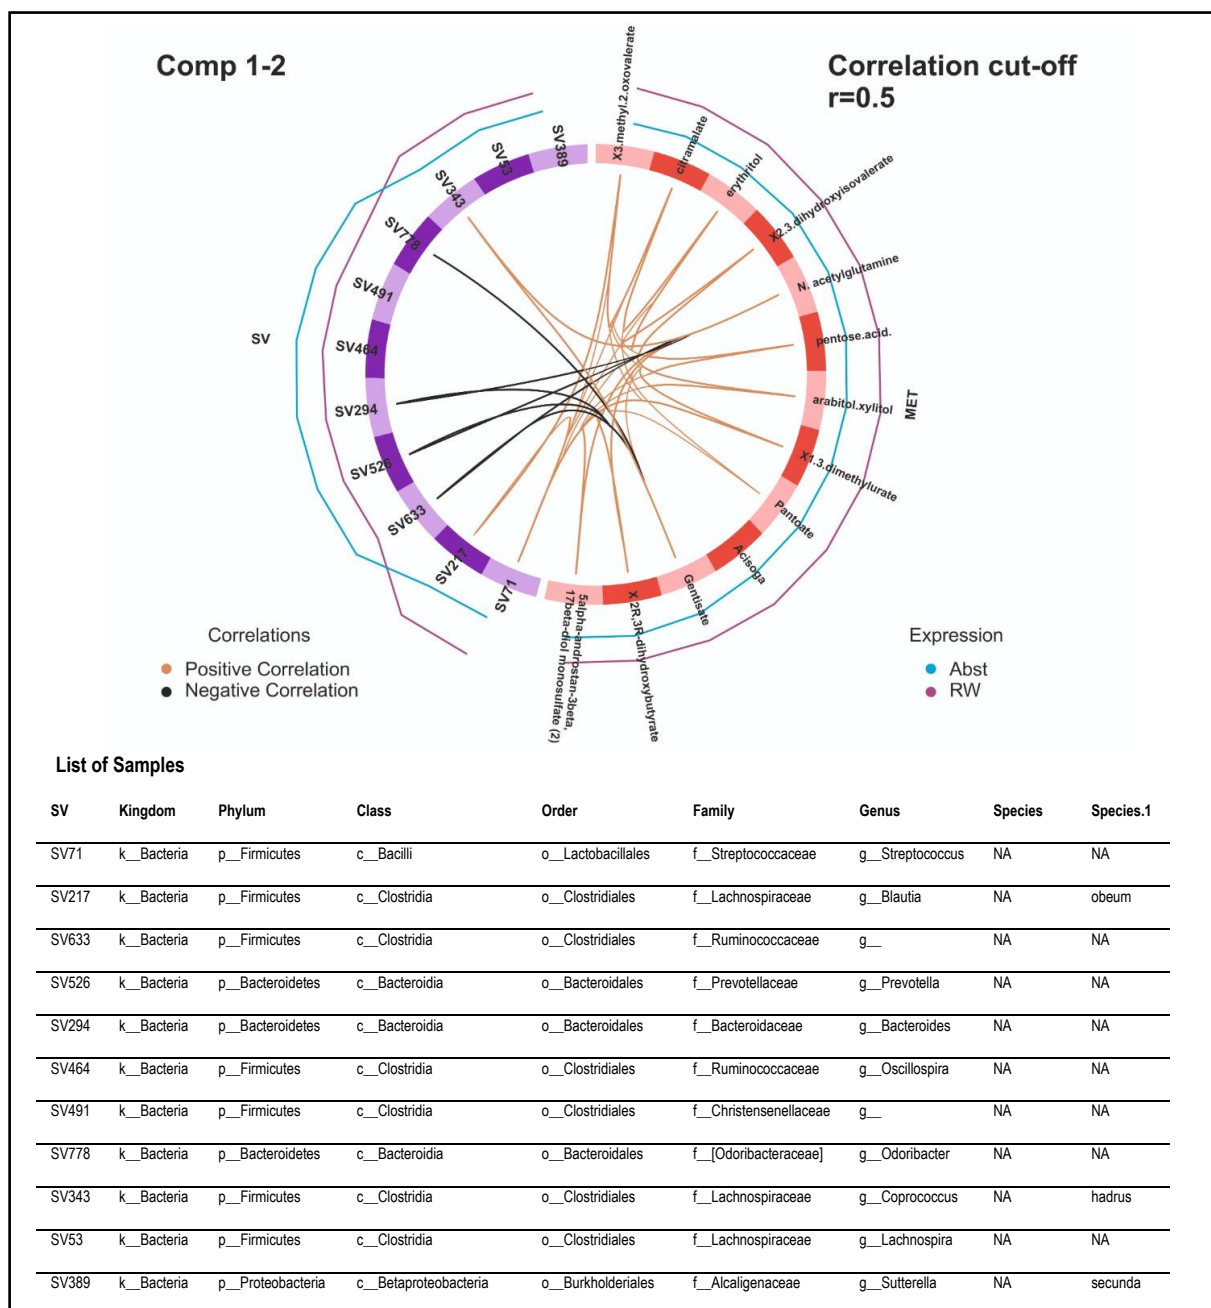 Comp 1-2
Correlation cut-off
r=0.5
SV389
SV53
SV343
SV778
SV491
SV464
SV294
SV526
SV633
SV217
SV71
SV
X3.methyl.2.oxovalerate
citramalate
erythritol
X2.3.dihydroxyisovalerate
N. acetylglutamine
pentose.acid.
arabitol.xylitol
X1.3.dimethylurate
Pantoate
Acisoga
Gentisate
X.2R,3R-dihydroxybutyrate
5alpha-androstan-3beta,
17beta-diol monosulfate (2)
MET
Correlations
Positive Correlation
Negative Correlation
Expression
Abst
RW
List of Samples
SV Kingdom Phylum Class Order Family Genus Species Species.1
SV71 k__Bacteria p__Firmicutes c__Bacilli o__Lactobacillales f__Streptococcaceae g__Streptococcus NA NA
SV217 k__Bacteria p__Firmicutes c__Clostridia o__Clostridiales f__Lachnospiraceae g__Blautia NA obeum
SV633 k__Bacteria p__Firmicutes c__Clostridia o__Clostridiales f__Ruminococcaceae g__ NA NA
SV526 k__Bacteria p__Bacteroidetes c__Bacteroidia o__Bacteroidales f__Prevotellaceae g__Prevotella NA NA
SV294 k__Bacteria p__Bacteroidetes c__Bacteroidia o__Bacteroidales f__Bacteroidaceae g__Bacteroides NA NA
SV464 k__Bacteria p__Firmicutes c__Clostridia o__Clostridiales f__Ruminococcaceae g__Oscillospira NA NA
SV491 k__Bacteria p__Firmicutes c__Clostridia o__Clostridiales f__Christensenellaceae g__ NA NA
SV778 k__Bacteria p__Bacteroidetes c__Bacteroidia o__Bacteroidales f__[Odoribacteraceae] g__Odoribacter NA NA
SV343 k__Bacteria p__Firmicutes c__Clostridia o__Clostridiales f__Lachnospiraceae g__Coprococcus NA hadrus
SV53 k__Bacteria p__Firmicutes c__Clostridia o__Clostridiales f__Lachnospiraceae g__Lachnospira NA NA
SV389 k__Bacteria p__Proteobacteria c__Betaproteobacteria o__Burkholderiales f__Alcaligenaceae g__Sutterella NA secunda